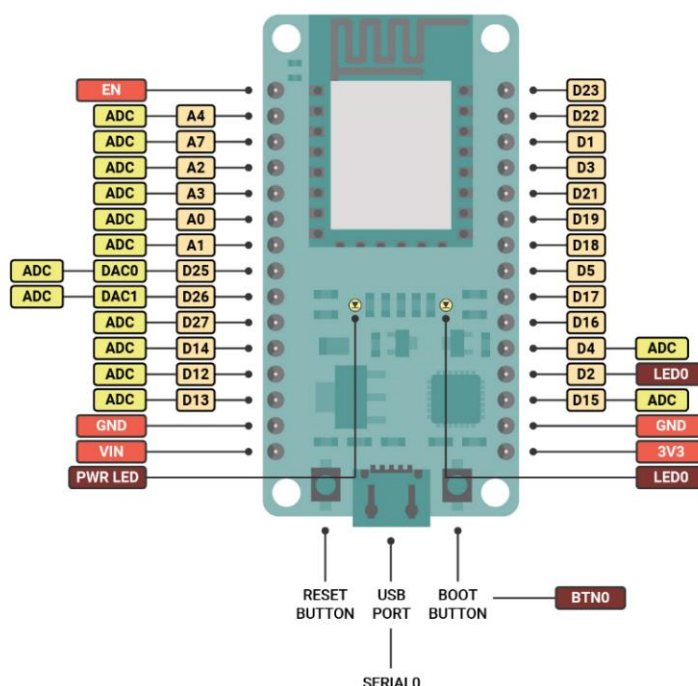 EN
ADC A4
ADC A7
ADC A2
ADC A3
ADC A0
ADC A1
ADC DAC0 D25
ADC DAC1 D26
ADC D27
ADC D14
ADC D12
ADC D13
GND
VIN
PWR LED
D23
D22
D1
D3
D21
D19
D18
D5
D17
D16
D4 ADC
D2 LED0
D15 ADC
GND
3V3
LED0
RESET
BUTTON
USB
PORT
BOOT
BUTTON
BTN0
SERIAL0